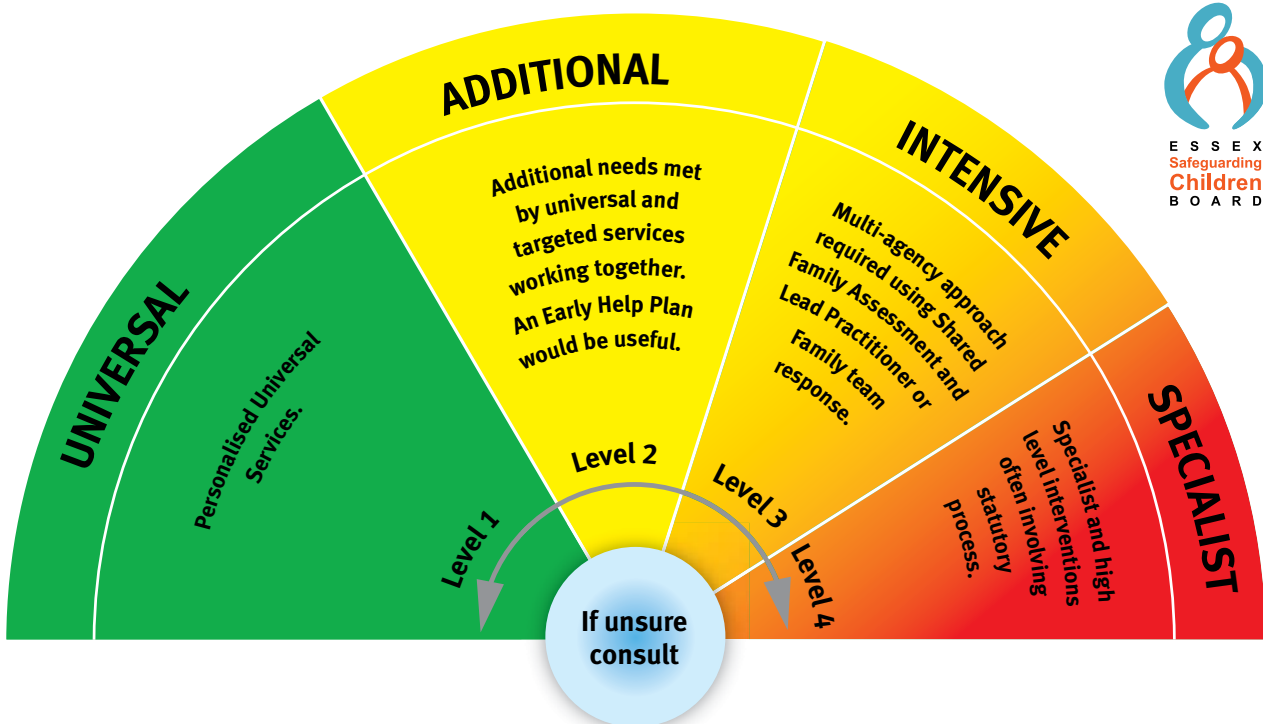 UNIVERSAL
Personalised Universal
Services.
Level 1
ADDITIONAL
Additional needs met
by universal and
targeted services
working together.
An Early Help Plan
would be useful.
Level 2
INTENSIVE
Multi-agency approach
required using Shared
Family Assessment and
Lead Practitioner or
Family team
response.
Level 3
SPECIALIST
Specialist and high
level interventions
often involving
statutory
process.
Level 4
If unsure
consult
ESSEX
Safeguarding
Children
BOARD